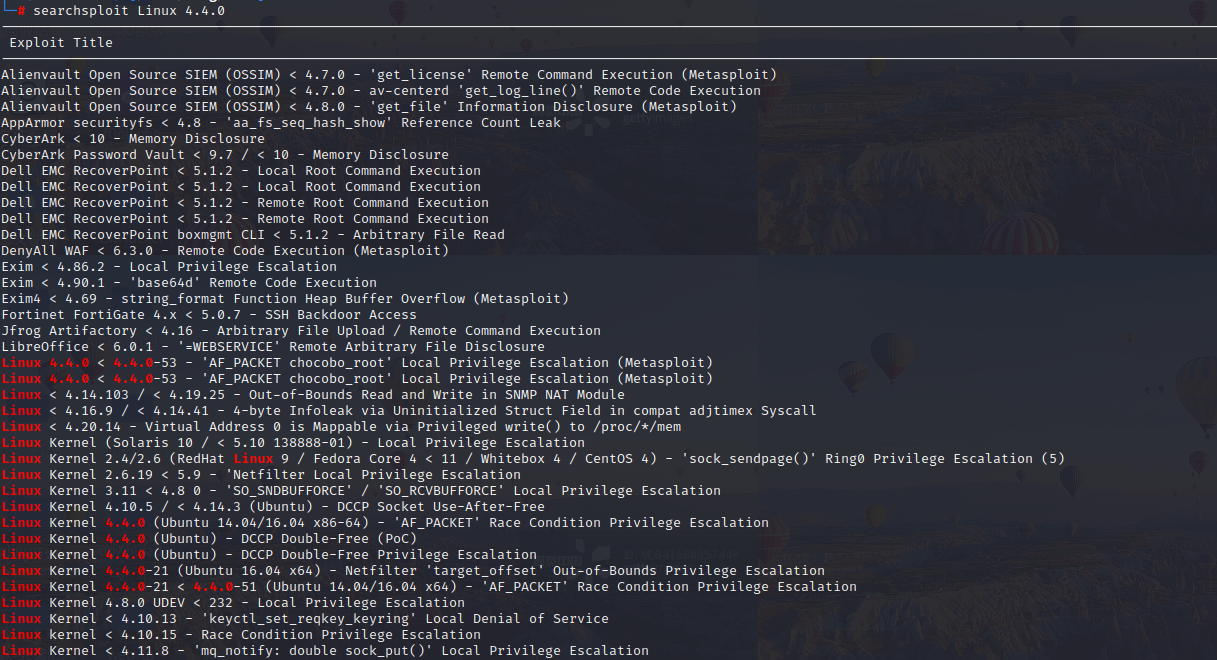 └─# searchsploit Linux 4.4.0
Exploit Title
Alienvault Open Source SIEM (OSSIM) < 4.7.0 - 'get_license' Remote Command Execution (Metasploit)
Alienvault Open Source SIEM (OSSIM) < 4.7.0 - av-centerd 'get_log_line()' Remote Code Execution
Alienvault Open Source SIEM (OSSIM) < 4.8.0 - 'get_file' Information Disclosure (Metasploit)
AppArmor securityfs < 4.8 - 'aa_fs_seq_hash_show' Reference Count Leak
CyberArk < 10 - Memory Disclosure
CyberArk Password Vault < 9.7 / < 10 - Memory Disclosure
Dell EMC RecoverPoint < 5.1.2 - Local Root Command Execution
Dell EMC RecoverPoint < 5.1.2 - Local Root Command Execution
Dell EMC RecoverPoint < 5.1.2 - Remote Root Command Execution
Dell EMC RecoverPoint < 5.1.2 - Remote Root Command Execution
Dell EMC RecoverPoint boxmgmt CLI < 5.1.2 - Arbitrary File Read
DenyAll WAF < 6.3.0 - Remote Code Execution (Metasploit)
Exim < 4.86.2 - Local Privilege Escalation
Exim < 4.90.1 - 'base64d' Remote Code Execution
Exim4 < 4.69 - string_format Function Heap Buffer Overflow (Metasploit)
Fortinet FortiGate 4.x < 5.0.7 - SSH Backdoor Access
Jfrog Artifactory < 4.16 - Arbitrary File Upload / Remote Command Execution
LibreOffice < 6.0.1 - '=WEBSERVICE' Remote Arbitrary File Disclosure
Linux 4.4.0 < 4.4.0-53 - 'AF_PACKET chocobo_root' Local Privilege Escalation (Metasploit)
Linux 4.4.0 < 4.4.0-53 - 'AF_PACKET chocobo_root' Local Privilege Escalation (Metasploit)
Linux < 4.14.103 / < 4.19.25 - Out-of-Bounds Read and Write in SNMP NAT Module
Linux < 4.16.9 / < 4.14.41 - 4-byte Infoleak via Uninitialized Struct Field in compat adjtimex Syscall
Linux < 4.20.14 - Virtual Address 0 is Mappable via Privileged write() to /proc/*/mem
Linux Kernel (Solaris 10 / < 5.10 138888-01) - Local Privilege Escalation
Linux Kernel 2.4/2.6 (RedHat Linux 9 / Fedora Core 4 < 11 / Whitebox 4 / CentOS 4) - 'sock_sendpage()' Ring0 Privilege Escalation (5)
Linux Kernel 2.6.19 < 5.9 - 'Netfilter Local Privilege Escalation
Linux Kernel 3.11 < 4.8 0 - 'SO_SNDBUFFORCE' / 'SO_RCVBUFFORCE' Local Privilege Escalation
Linux Kernel 4.10.5 / < 4.14.3 (Ubuntu) - DCCP Socket Use-After-Free
Linux Kernel 4.4.0 (Ubuntu 14.04/16.04 x86-64) - 'AF_PACKET' Race Condition Privilege Escalation
Linux Kernel 4.4.0 (Ubuntu) - DCCP Double-Free (PoC)
Linux Kernel 4.4.0 (Ubuntu) - DCCP Double-Free Privilege Escalation
Linux Kernel 4.4.0-21 (Ubuntu 16.04 x64) - Netfilter 'target_offset' Out-of-Bounds Privilege Escalation
Linux Kernel 4.4.0-21 < 4.4.0-51 (Ubuntu 14.04/16.04 x64) - 'AF_PACKET' Race Condition Privilege Escalation
Linux Kernel 4.8.0 UDEV < 232 - Local Privilege Escalation
Linux Kernel < 4.10.13 - 'keyctl_set_reqkey_keyring' Local Denial of Service
Linux kernel < 4.10.15 - Race Condition Privilege Escalation
Linux Kernel < 4.11.8 - 'mq_notify: double sock_put()' Local Privilege Escalation